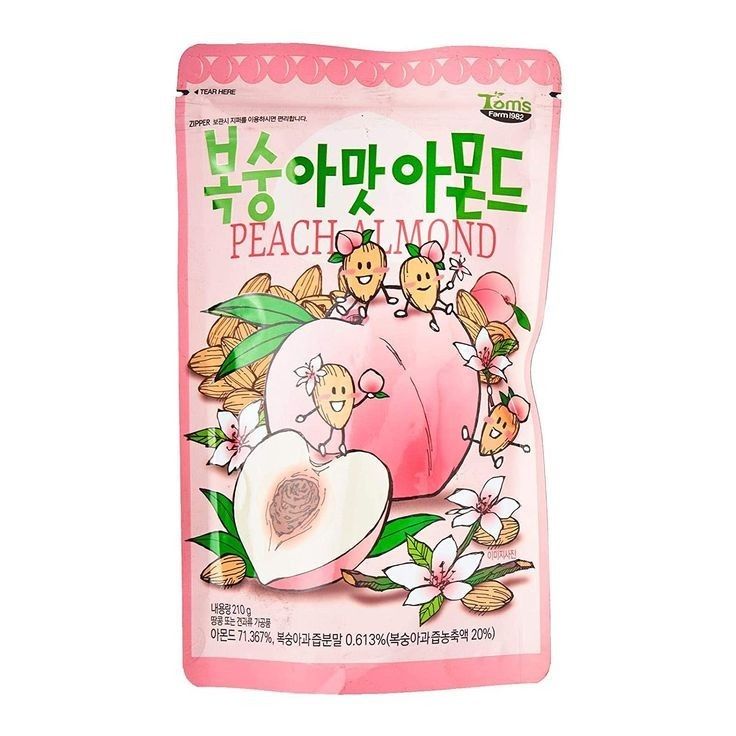 ◄ TEAR HERE
Tom's
Farm 1982
ZIPPER 보관시 지퍼를 이용하시면 편리합니다.
복숭아맛 아몬드
PEACH ALMOND
이미지사진
내용량 210 g
땅콩 또는 견과류 가공품
아몬드 71.367%, 복숭아과즙분말 0.613%(복숭아과즙농축액 20%)